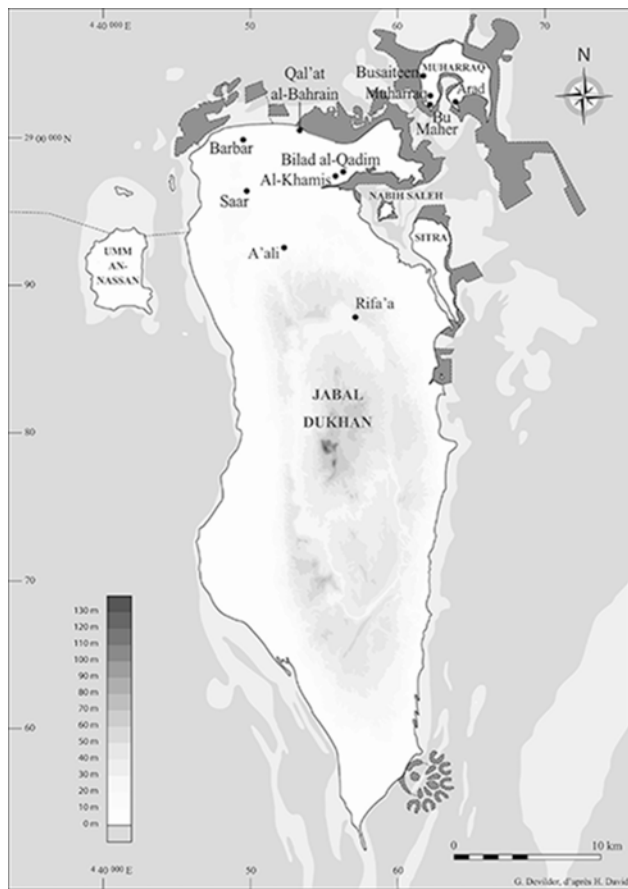 4 40 000 E
50
60
70
N
Qal'at
al-Bahrain
Busaiteen
MUHARRAQ
Muharraq
Arad
Bu
Maher
29 00 000 N
Barbar
Bilad al-Qadim
Al-Khamis
Saar
NABIH SALEH
SITRA
A'ali
UMM
AN-
NASSAN
90
Rifa'a
JABAL
DUKHAN
80
70
130 m
120 m
110 m
100 m
90 m
80 m
70 m
60 m
50 m
40 m
30 m
20 m
10 m
0 m
60
0
10 km
4 40 000 E
50
60
G. Devilder, d'après H. David